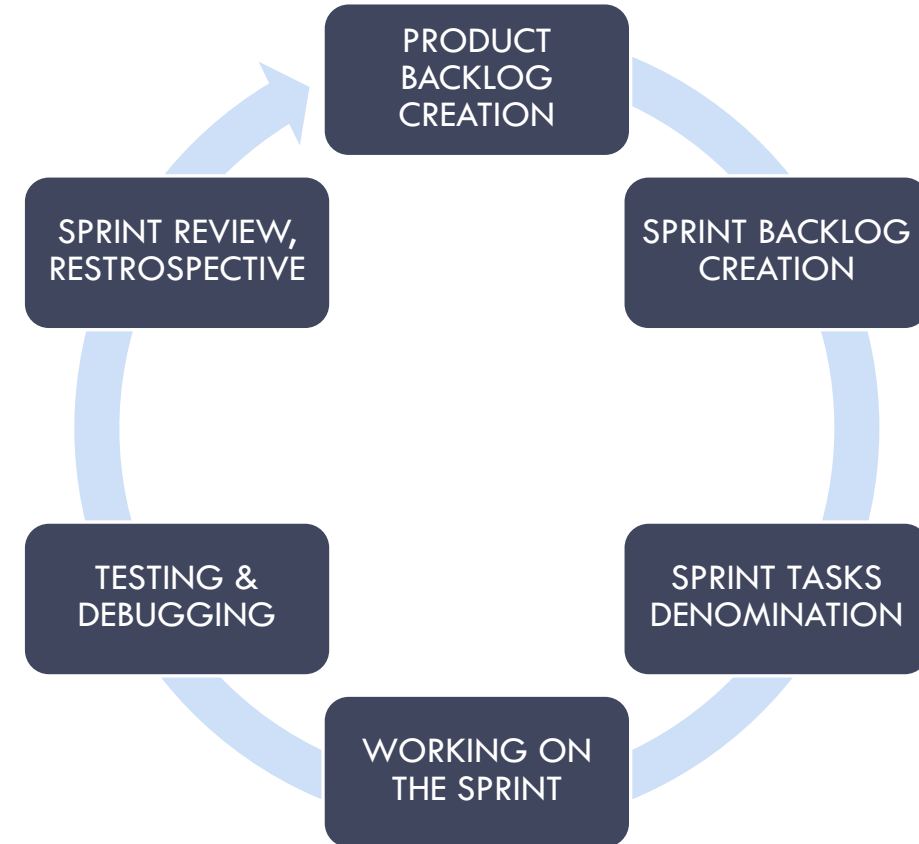 PRODUCT
BACKLOG
CREATION
SPRINT BACKLOG
CREATION
SPRINT TASKS
DENOMINATION
WORKING ON
THE SPRINT
TESTING &
DEBUGGING
SPRINT REVIEW,
RESTROSPECTIVE